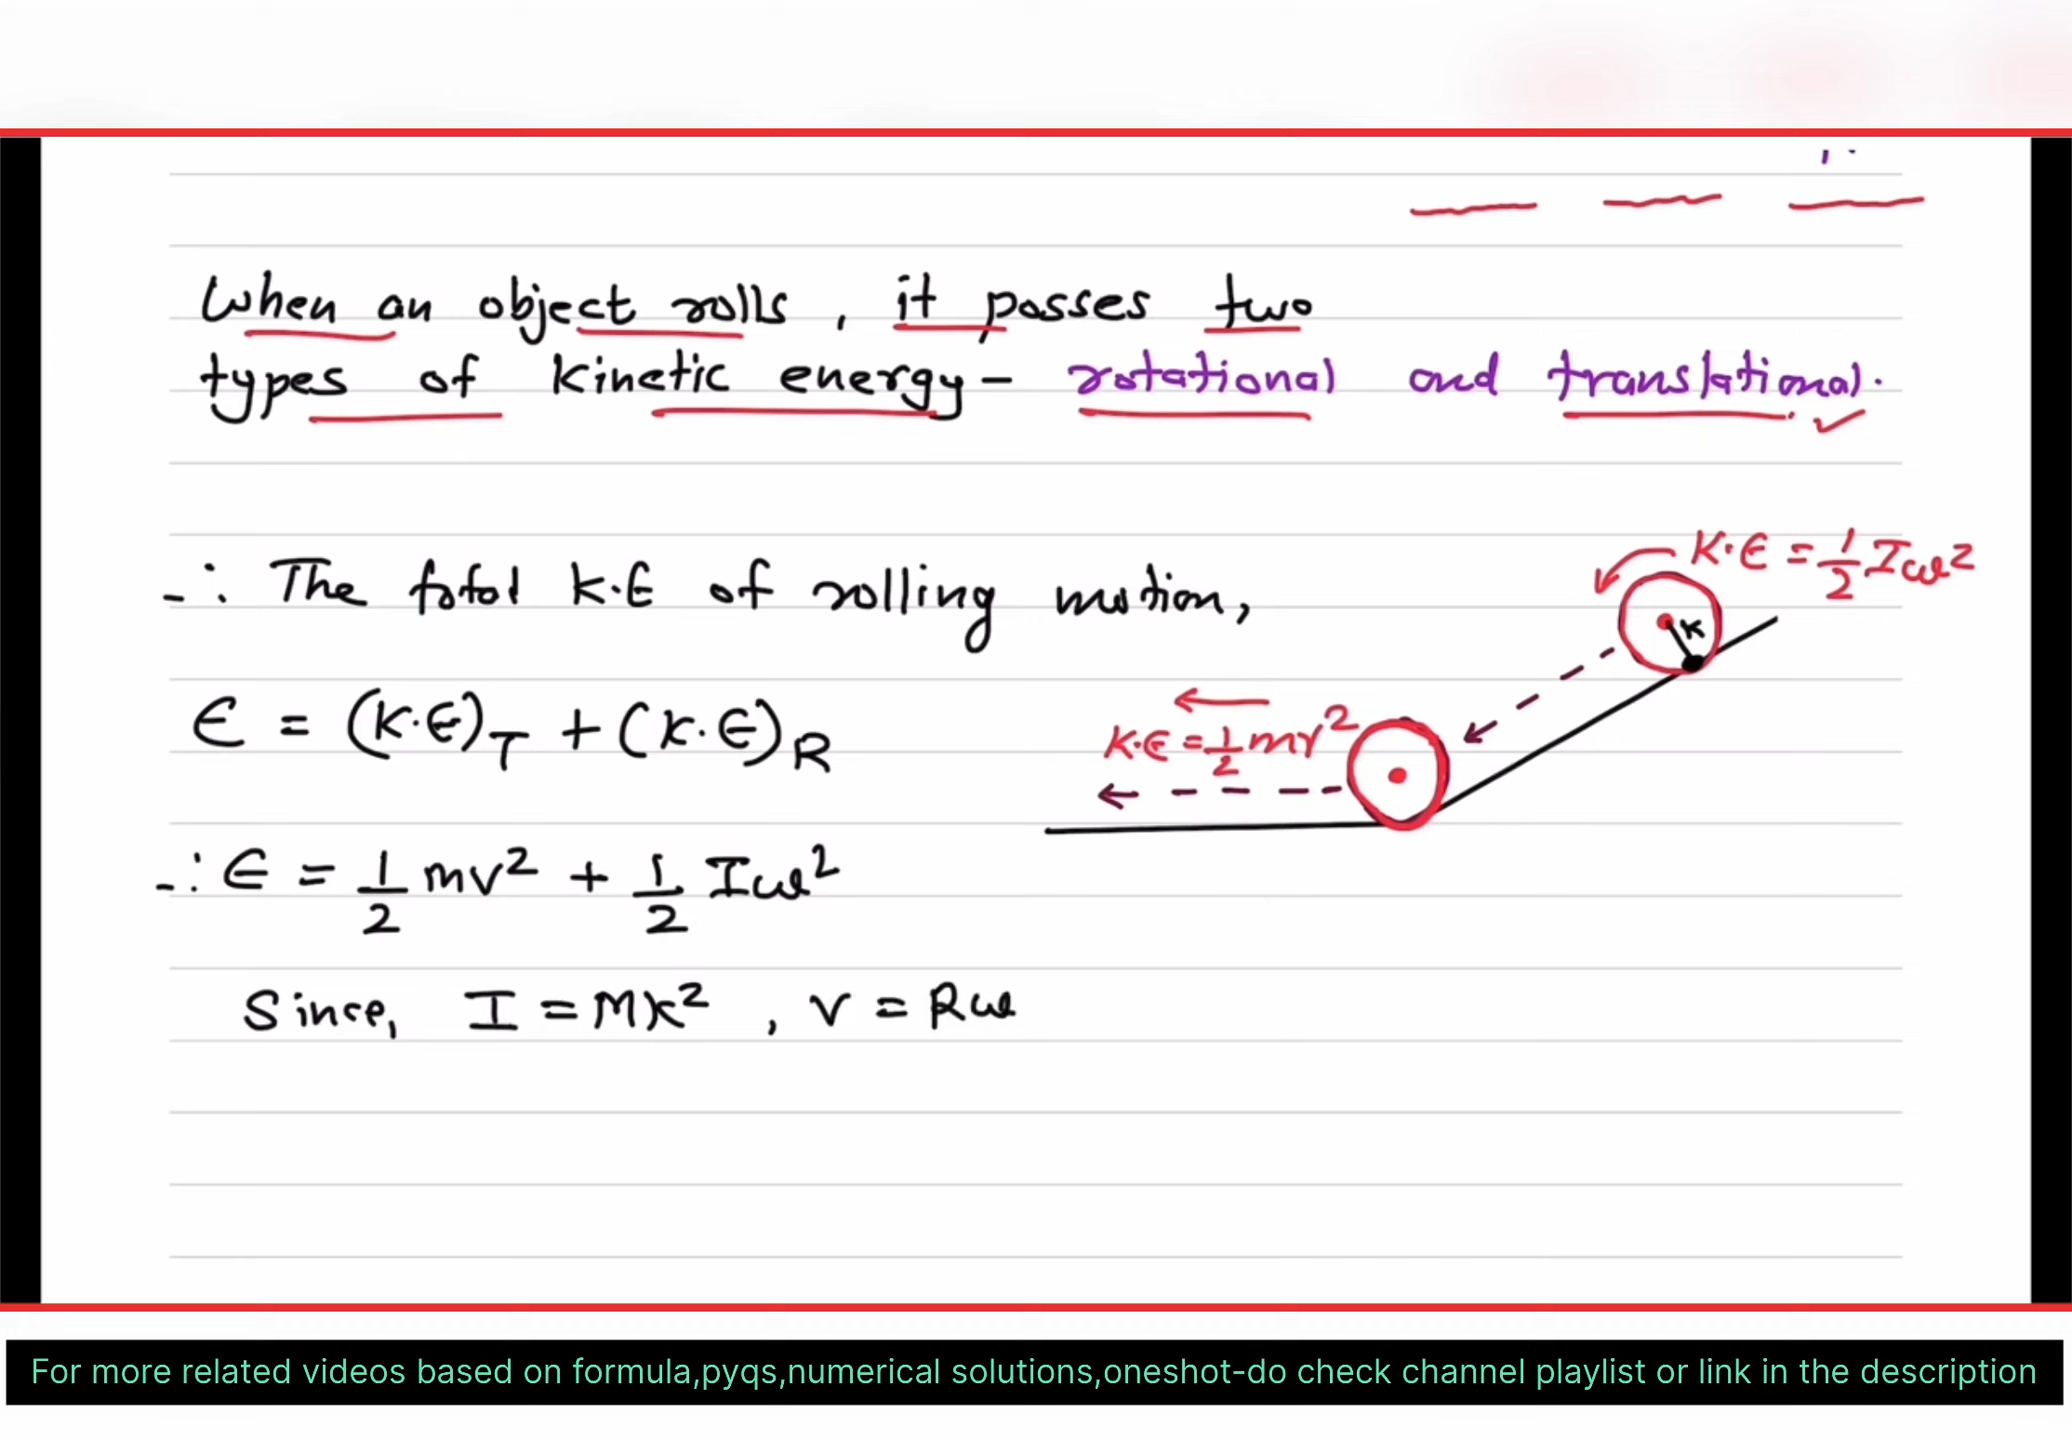 When an object rolls, it posses two
types of kinetic energy- rotational and translational.
∴ The total K.E of rolling motion,
K.E = 1/2 Iω²
K
E = (K.E)_T + (K.E)_R
K.E = 1/2 mv²
∴ E = 1/2 mv² + 1/2 Iω²
Since, I = MK², v = Rω
For more related videos based on formula,pyqs,numerical solutions,oneshot-do check channel playlist or link in the description